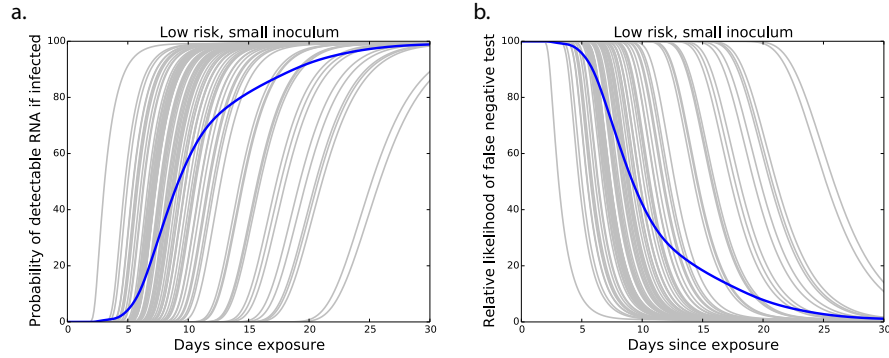 a.
Low risk, small inoculum
Probability of detectable RNA if infected
100
80
60
40
20
0
0 5 10 15 20 25 30
Days since exposure
b.
Low risk, small inoculum
Relative likelihood of false negative test
100
80
60
40
20
0
0 5 10 15 20 25 30
Days since exposure